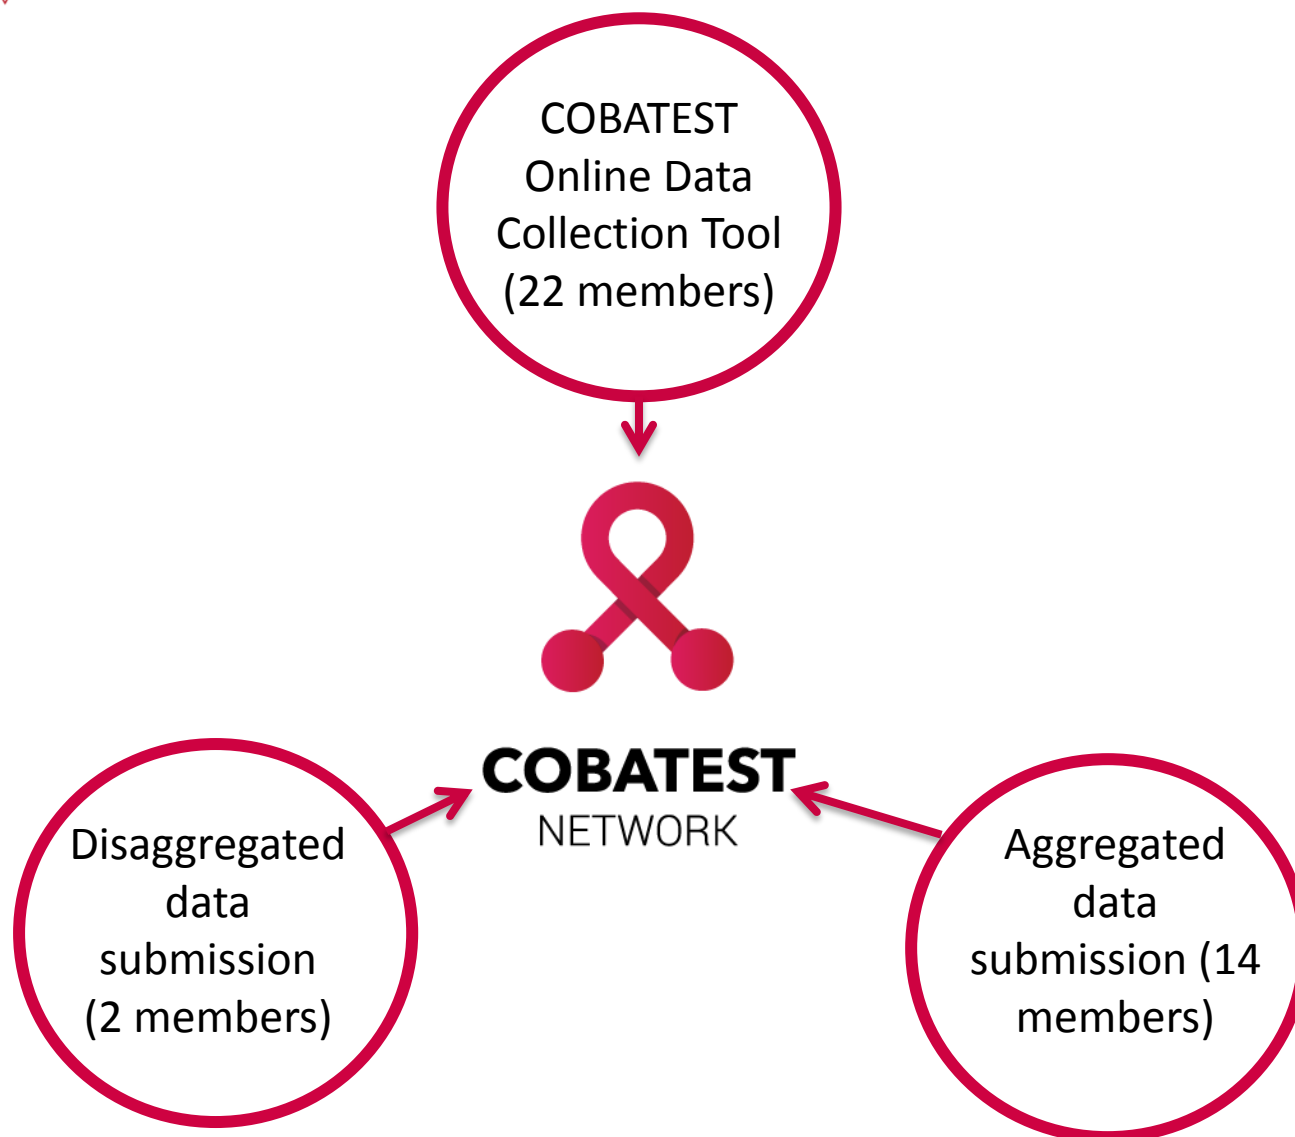 COBATEST
Online Data
Collection Tool
(22 members)
COBATEST
NETWORK
Disaggregated
data
submission
(2 members)
Aggregated
data
submission (14
members)